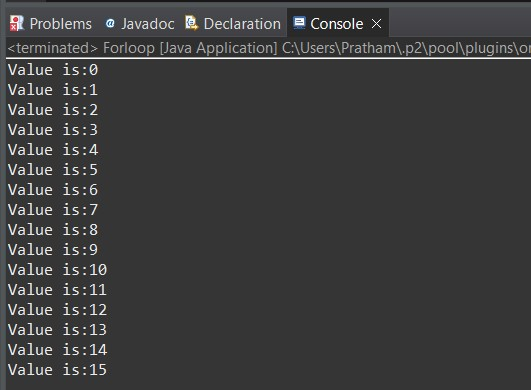 Problems Javadoc Declaration Console
<terminated> Forloop [Java Application] C:\Users\Pratham\.p2\pool\plugins\or
Value is:0
Value is:1
Value is:2
Value is:3
Value is:4
Value is:5
Value is:6
Value is:7
Value is:8
Value is:9
Value is:10
Value is:11
Value is:12
Value is:13
Value is:14
Value is:15